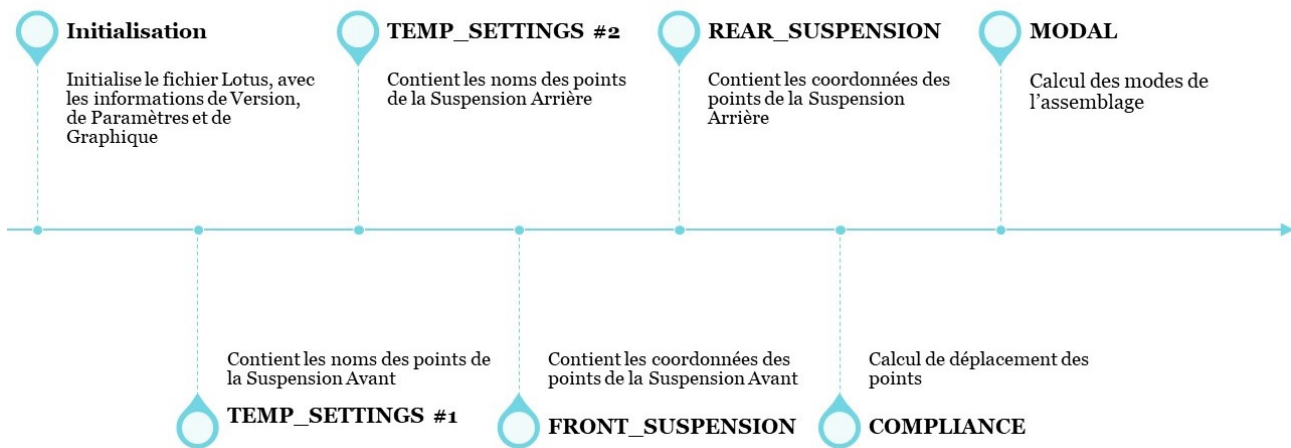 Initialisation
Initialise le fichier Lotus, avec
les informations de Version,
de Paramètres et de
Graphique
TEMP_SETTINGS #2
Contient les noms des points
de la Suspension Arrière
REAR_SUSPENSION
Contient les coordonnées des
points de la Suspension
Arrière
MODAL
Calcul des modes de
l’assemblage
Contient les noms des points de
la Suspension Avant
TEMP_SETTINGS #1
Contient les coordonnées des
points de la Suspension Avant
FRONT_SUSPENSION
Calcul de déplacement des
points
COMPLIANCE